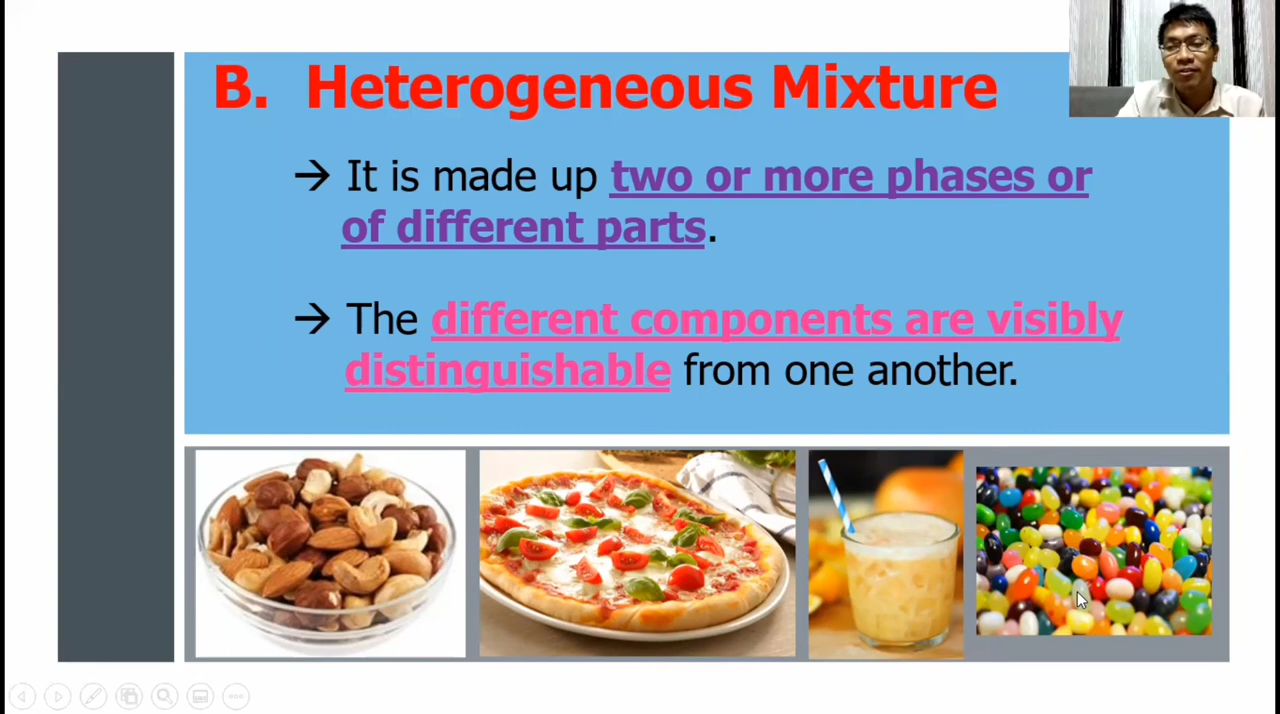 B. Heterogeneous Mixture
→ It is made up two or more phases or
of different parts.
→ The different components are visibly
distinguishable from one another.